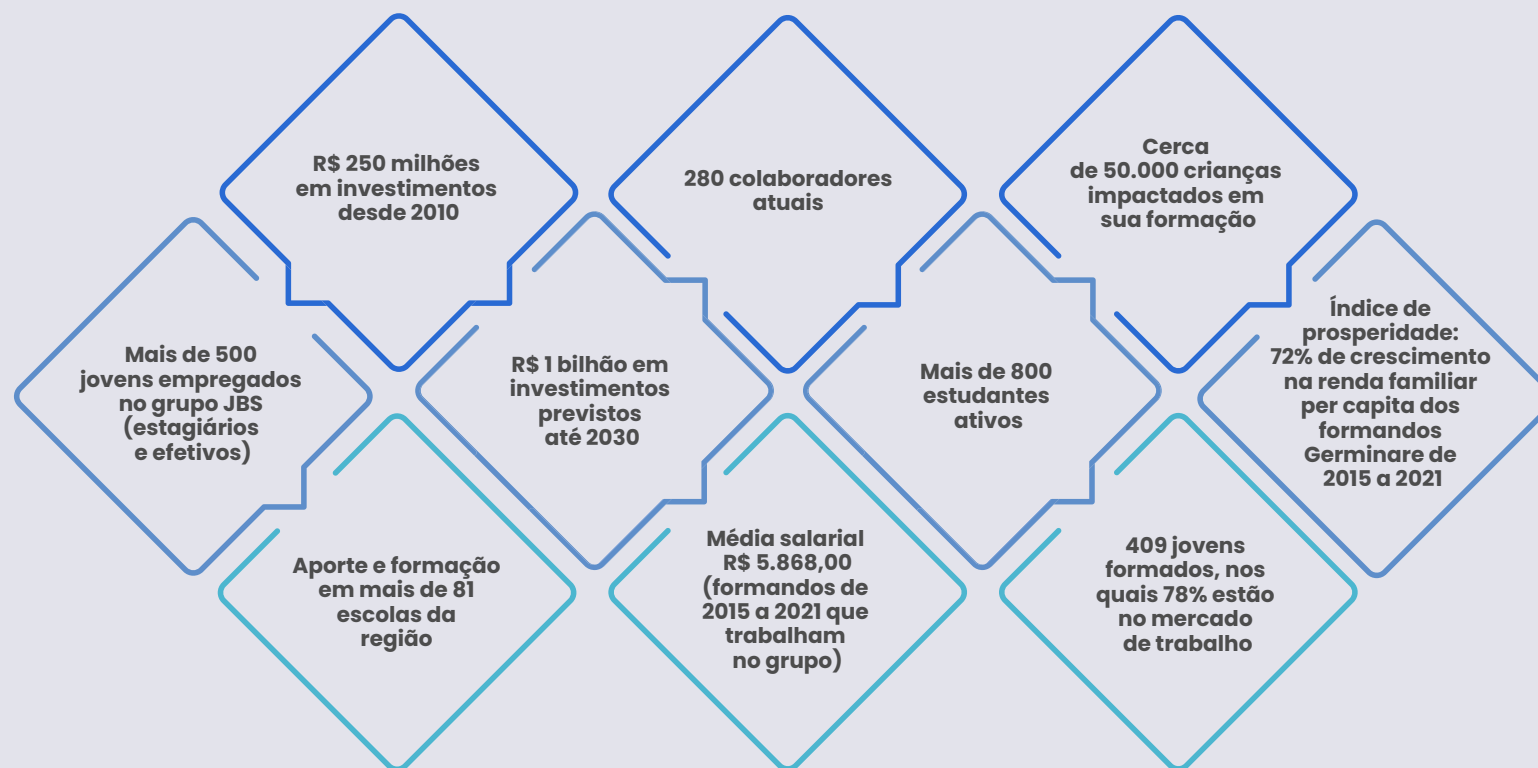 R$ 250 milhões
em investimentos
desde 2010
280 colaboradores
atuais
Cerca
de 50.000 crianças
impactados em
sua formação
Mais de 500
jovens empregados
no grupo JBS
(estagiários
e efetivos)
R$ 1 bilhão em
investimentos
previstos
até 2030
Mais de 800
estudantes
ativos
Índice de
prosperidade:
72% de crescimento
na renda familiar
per capita dos
formandos
Germinare de
2015 a 2021
Aporte e formação
em mais de 81
escolas da
região
Média salarial
R$ 5.868,00
(formandos de
2015 a 2021 que
trabalham
no grupo)
409 jovens
formados, nos
quais 78% estão
no mercado
de trabalho